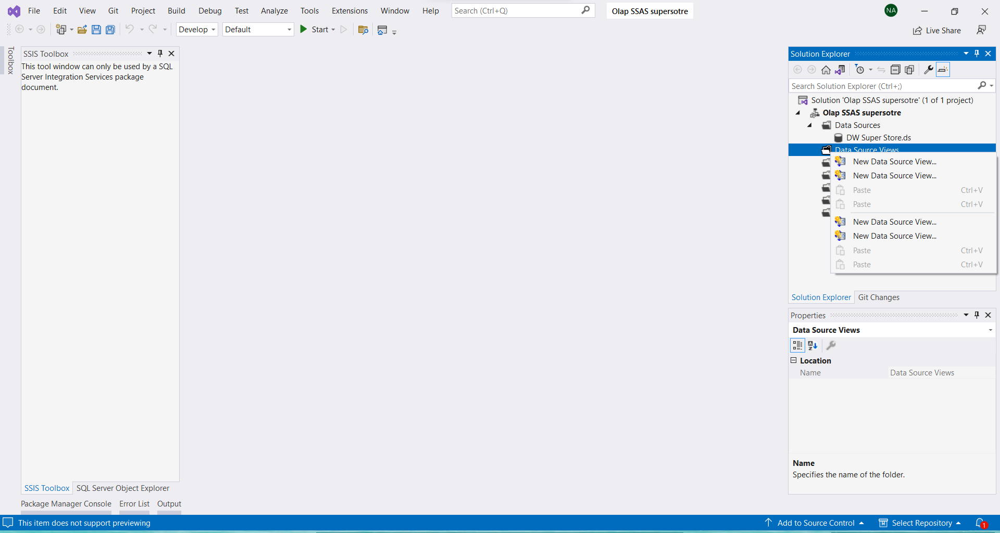 File Edit View Git Project Build Debug Test Analyze Tools Extensions Window Help Search (Ctrl+Q) Olap SSAS supersotre NA
Develop Default Start Live Share
Toolbox
SSIS Toolbox
This tool window can only be used by a SQL
Server Integration Services package
document.
SSIS Toolbox SQL Server Object Explorer
Package Manager Console Error List Output
Solution Explorer
Search Solution Explorer (Ctrl+;)
Solution 'Olap SSAS supersotre' (1 of 1 project)
Olap SSAS supersotre
Data Sources
DW Super Store.ds
Data Source Views
New Data Source View...
New Data Source View...
Paste Ctrl+V
Paste Ctrl+V
New Data Source View...
New Data Source View...
Paste Ctrl+V
Paste Ctrl+V
Solution Explorer Git Changes
Properties
Data Source Views
Location
Name Data Source Views
Name
Specifies the name of the folder.
This item does not support previewing Add to Source Control Select Repository 1